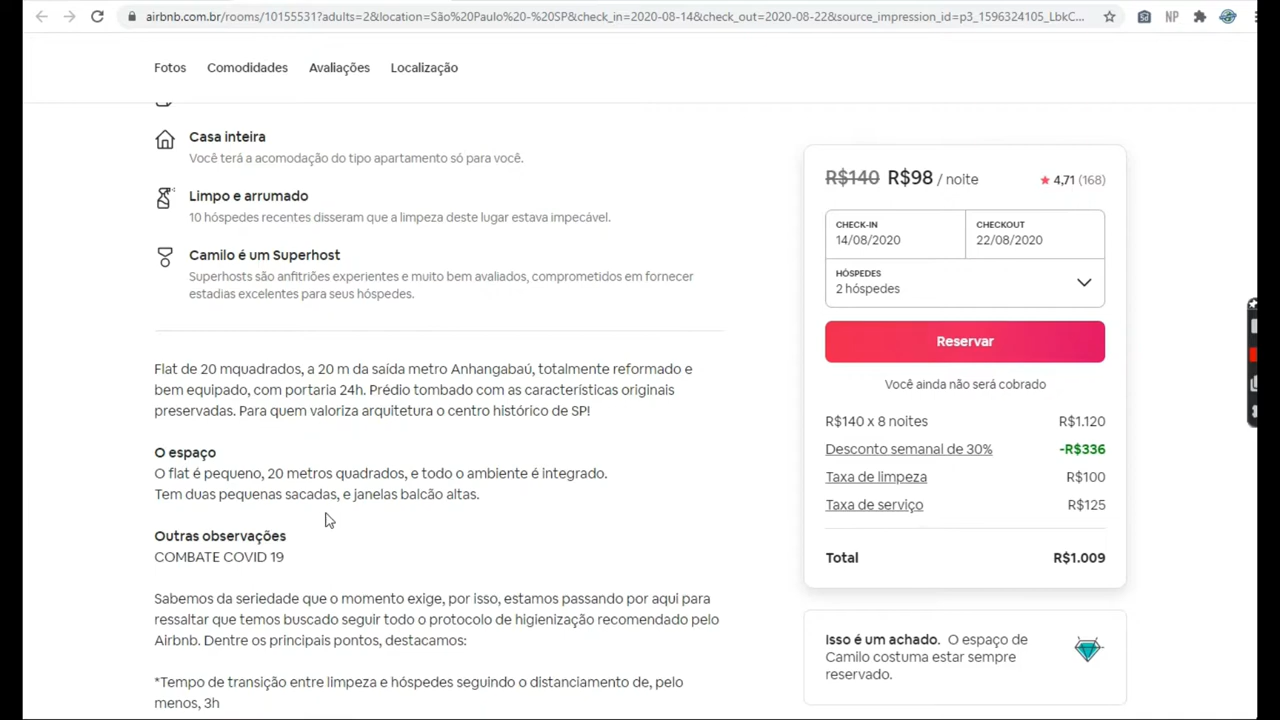 airbnb.com.br/rooms/10155531?adults=2&location=São%20Paulo%20-%20SP&check_in=2020-08-14&check_out=2020-08-22&source_impression_id=p3_1596324105_LbkC...
NP
Fotos Comodidades Avaliações Localização
Casa inteira
Você terá a acomodação do tipo apartamento só para você.
Limpo e arrumado
10 hóspedes recentes disseram que a limpeza deste lugar estava impecável.
Camilo é um Superhost
Superhosts são anfitriões experientes e muito bem avaliados, comprometidos em fornecer
estadias excelentes para seus hóspedes.
Flat de 20 mquadrados, a 20 m da saída metro Anhangabaú, totalmente reformado e
bem equipado, com portaria 24h. Prédio tombado com as características originais
preservadas. Para quem valoriza arquitetura o centro histórico de SP!
O espaço
O flat é pequeno, 20 metros quadrados, e todo o ambiente é integrado.
Tem duas pequenas sacadas, e janelas balcão altas.
Outras observações
COMBATE COVID 19
Sabemos da seriedade que o momento exige, por isso, estamos passando por aqui para
ressaltar que temos buscado seguir todo o protocolo de higienização recomendado pelo
Airbnb. Dentre os principais pontos, destacamos:
*Tempo de transição entre limpeza e hóspedes seguindo o distanciamento de, pelo
menos, 3h
R$140 R$98 / noite 4,71 (168)
CHECK-IN CHECKOUT
14/08/2020 22/08/2020
HÓSPEDES
2 hóspedes
Reservar
Você ainda não será cobrado
R$140 x 8 noites R$1.120
Desconto semanal de 30% -R$336
Taxa de limpeza R$100
Taxa de serviço R$125
Total R$1.009
Isso é um achado. O espaço de
Camilo costuma estar sempre
reservado.